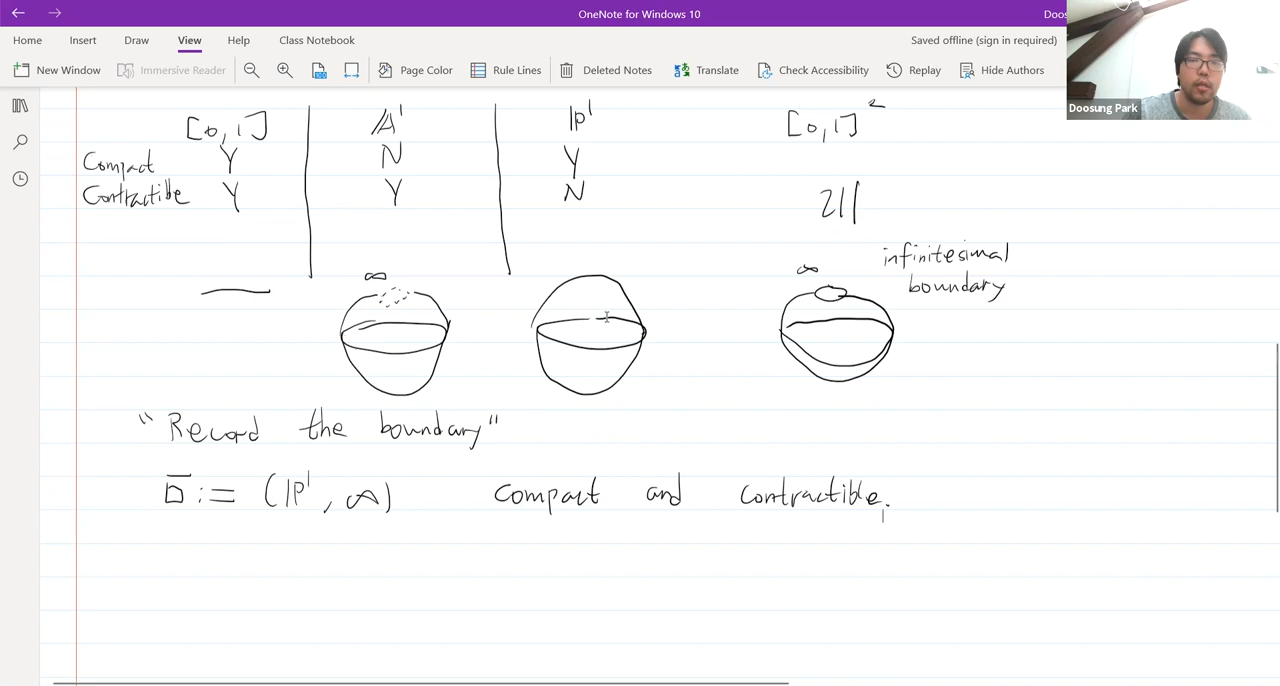 OneNote for Windows 10
Doos
Home Insert Draw View Help Class Notebook Saved offline (sign in required)
New Window Immersive Reader Page Color Rule Lines Deleted Notes Translate Check Accessibility Replay Hide Authors
Doosung Park
[0,1] 𝔸¹ ℙ¹ [0,1]²
Compact Y N Y
Contractible Y Y N
≅
infinitesimal
boundary
∞ ∞
"Record the boundary"
□̅ := (ℙ¹, ∞) compact and contractible.